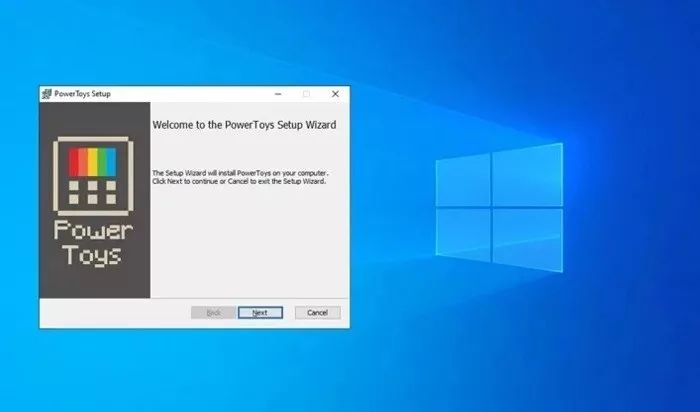 PowerToys Setup
Welcome to the PowerToys Setup Wizard
The Setup Wizard will install PowerToys on your computer.
Click Next to continue or Cancel to exit the Setup Wizard.
Power
Toys
Back
Next
Cancel